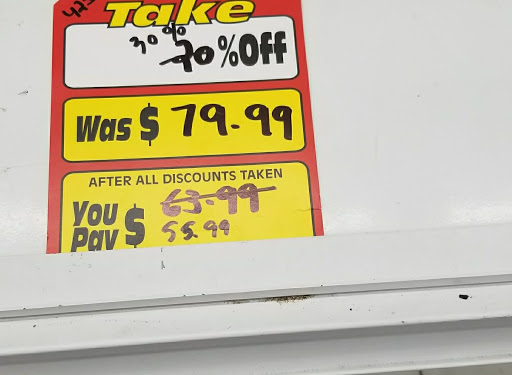 Take
30%
70%Off
Was $ 79.99
AFTER ALL DISCOUNTS TAKEN
You 63.99
Pay $ 55.99